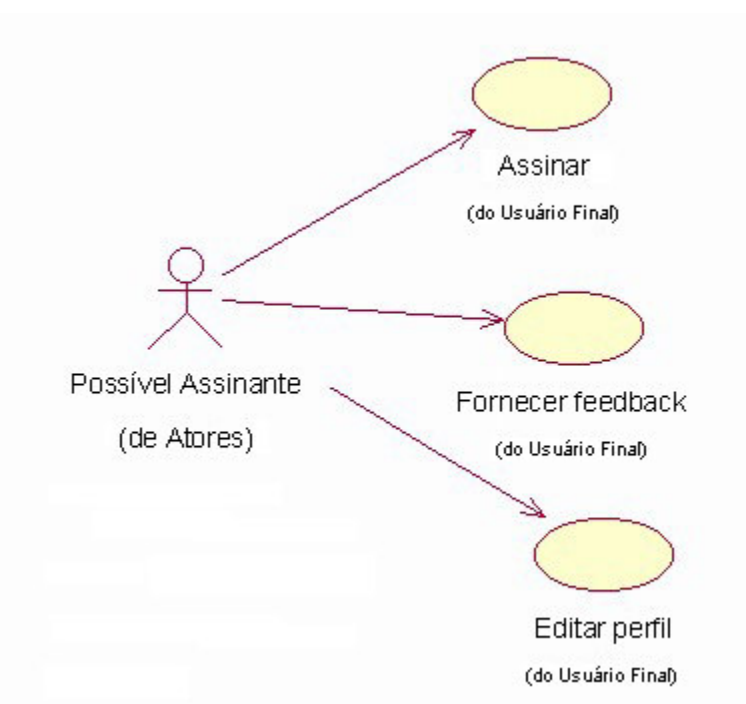 Assinar
(do Usuário Final)
Possível Assinante
(de Atores)
Fornecer feedback
(do Usuário Final)
Editar perfil
(do Usuário Final)